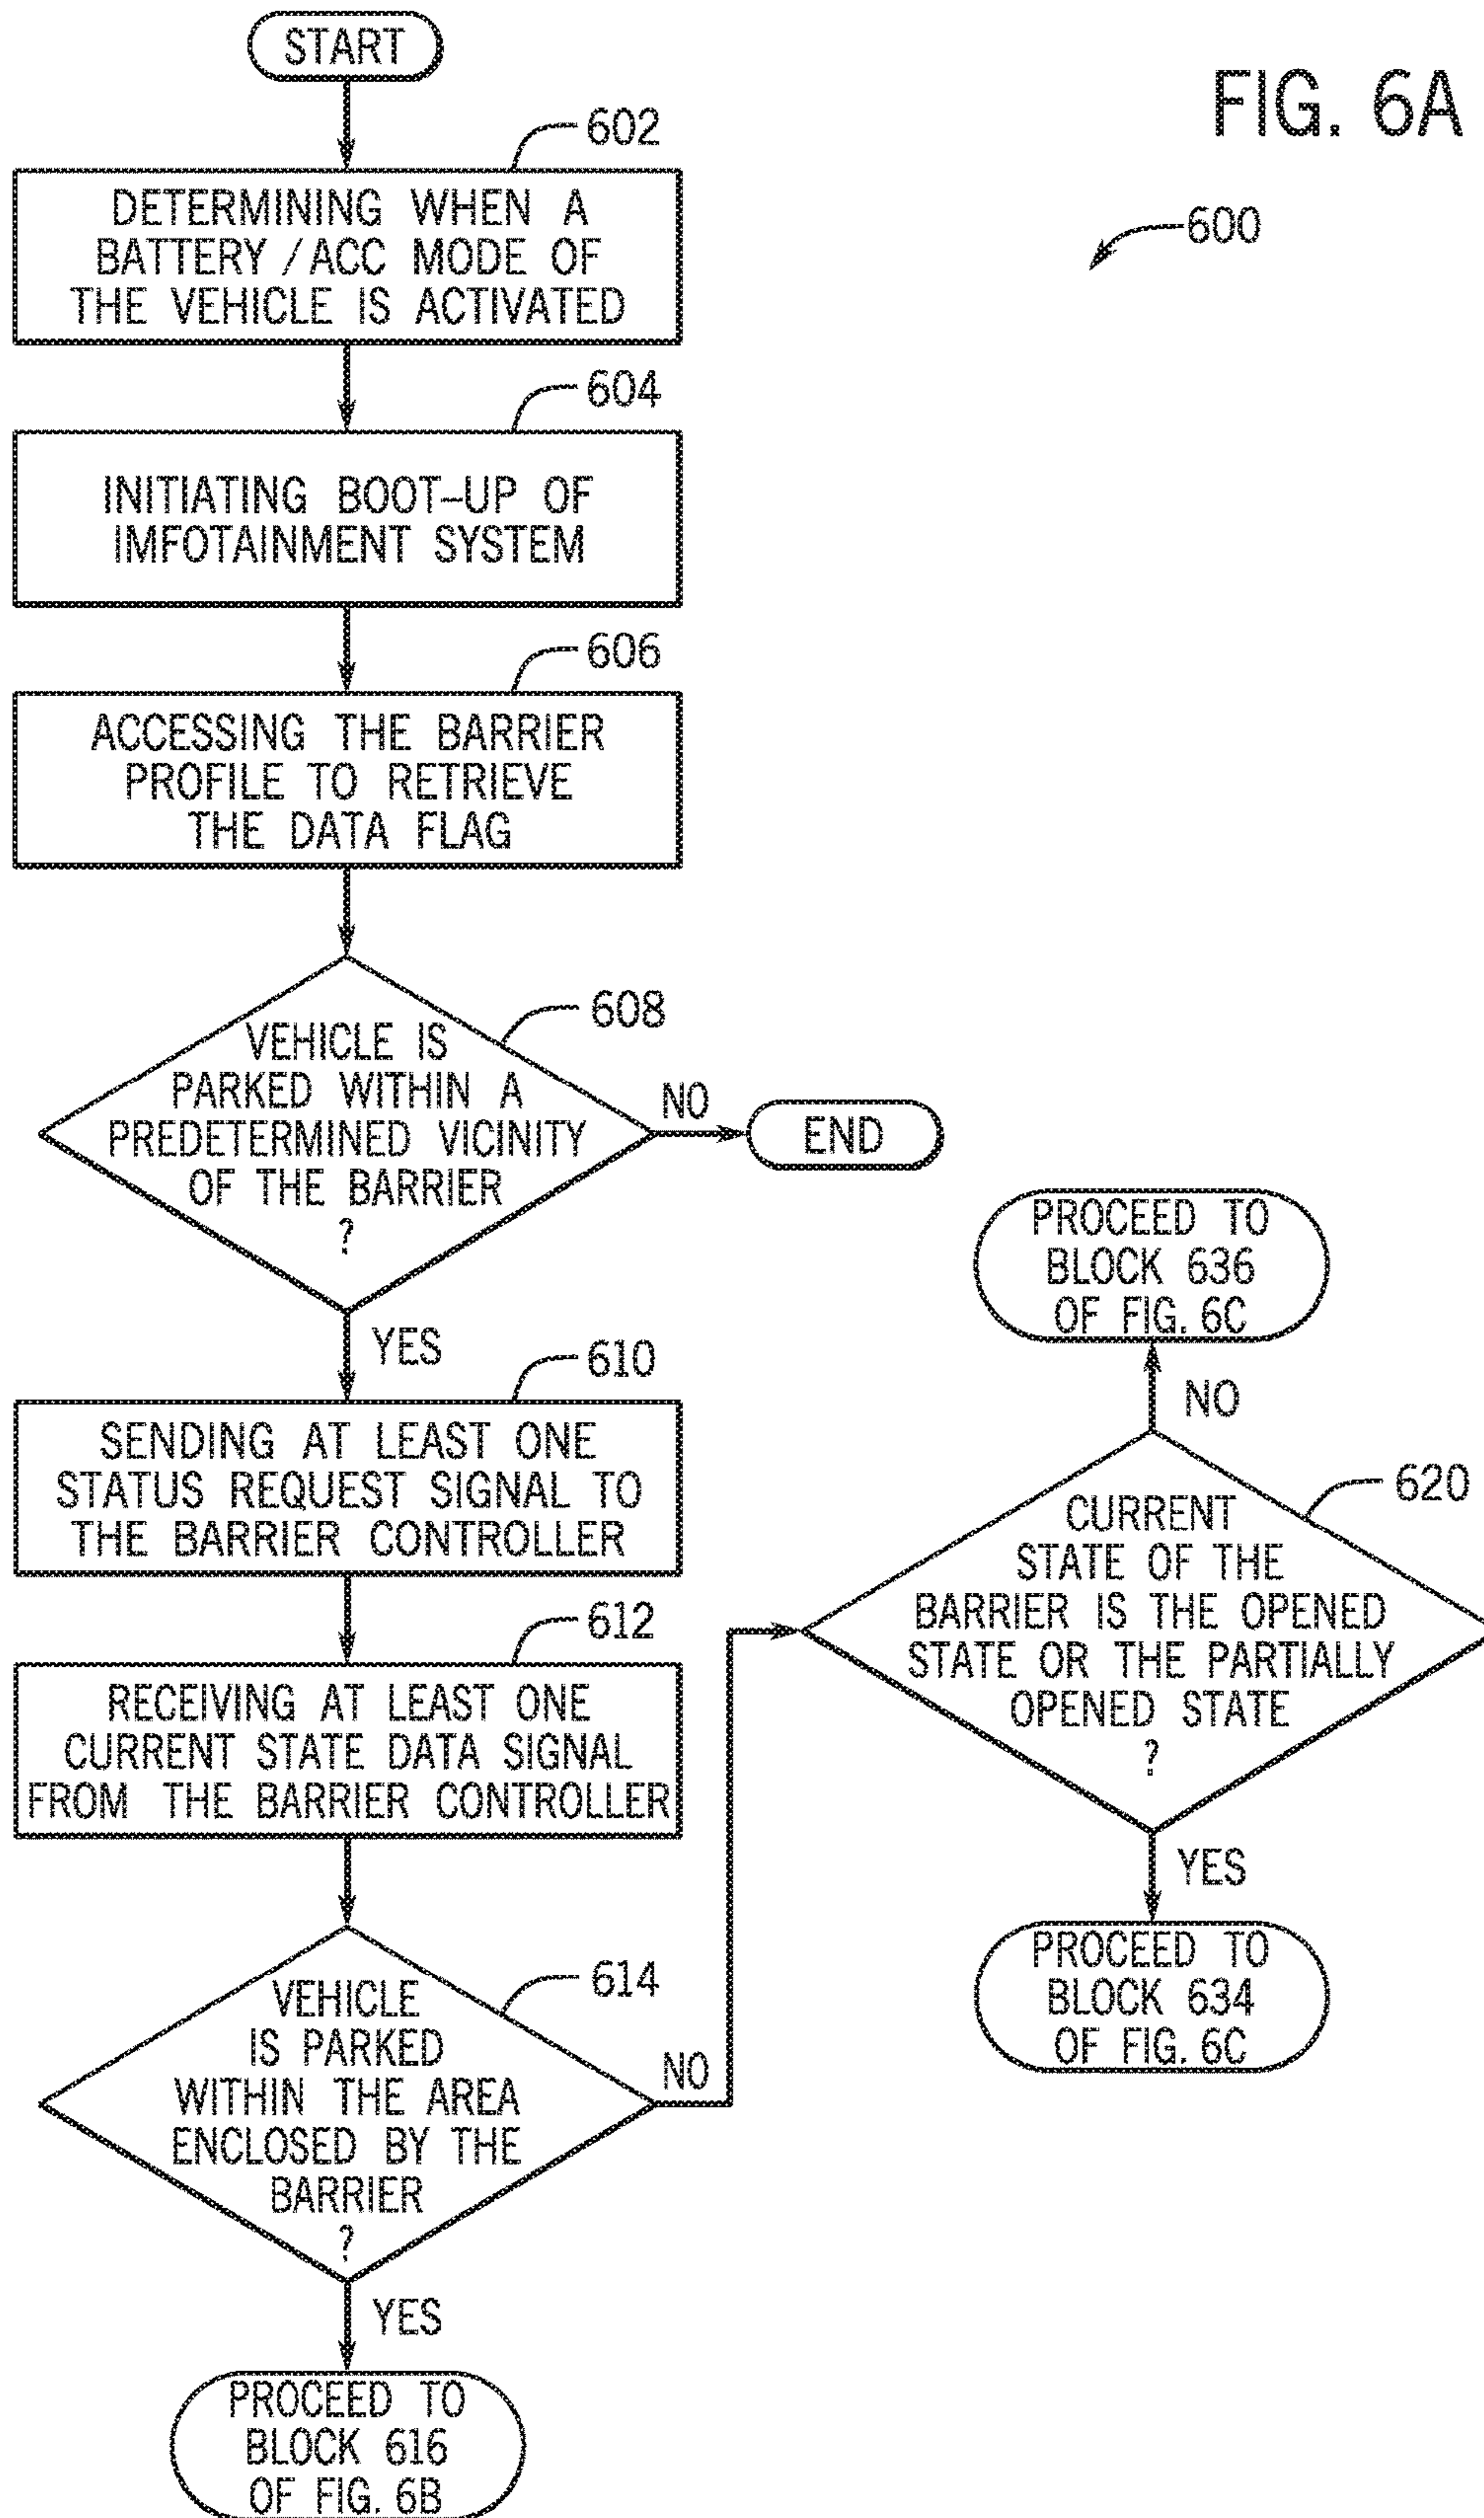 START
FIG. 6A
600
602
DETERMINING WHEN A
BATTERY / ACC MODE OF
THE VEHICLE IS ACTIVATED
604
INITIATING BOOT-UP OF
IMFOTAINMENT SYSTEM
606
ACCESSING THE BARRIER
PROFILE TO RETRIEVE
THE DATA FLAG
608
VEHICLE IS
PARKED WITHIN A
PREDETERMINED VICINITY
OF THE BARRIER
?
NO
END
YES
610
SENDING AT LEAST ONE
STATUS REQUEST SIGNAL TO
THE BARRIER CONTROLLER
612
RECEIVING AT LEAST ONE
CURRENT STATE DATA SIGNAL
FROM THE BARRIER CONTROLLER
614
VEHICLE
IS PARKED
WITHIN THE AREA
ENCLOSED BY THE
BARRIER
?
NO
YES
PROCEED TO
BLOCK 616
OF FIG. 6B
PROCEED TO
BLOCK 636
OF FIG. 6C
NO
620
CURRENT
STATE OF THE
BARRIER IS THE OPENED
STATE OR THE PARTIALLY
OPENED STATE
?
YES
PROCEED TO
BLOCK 634
OF FIG. 6C